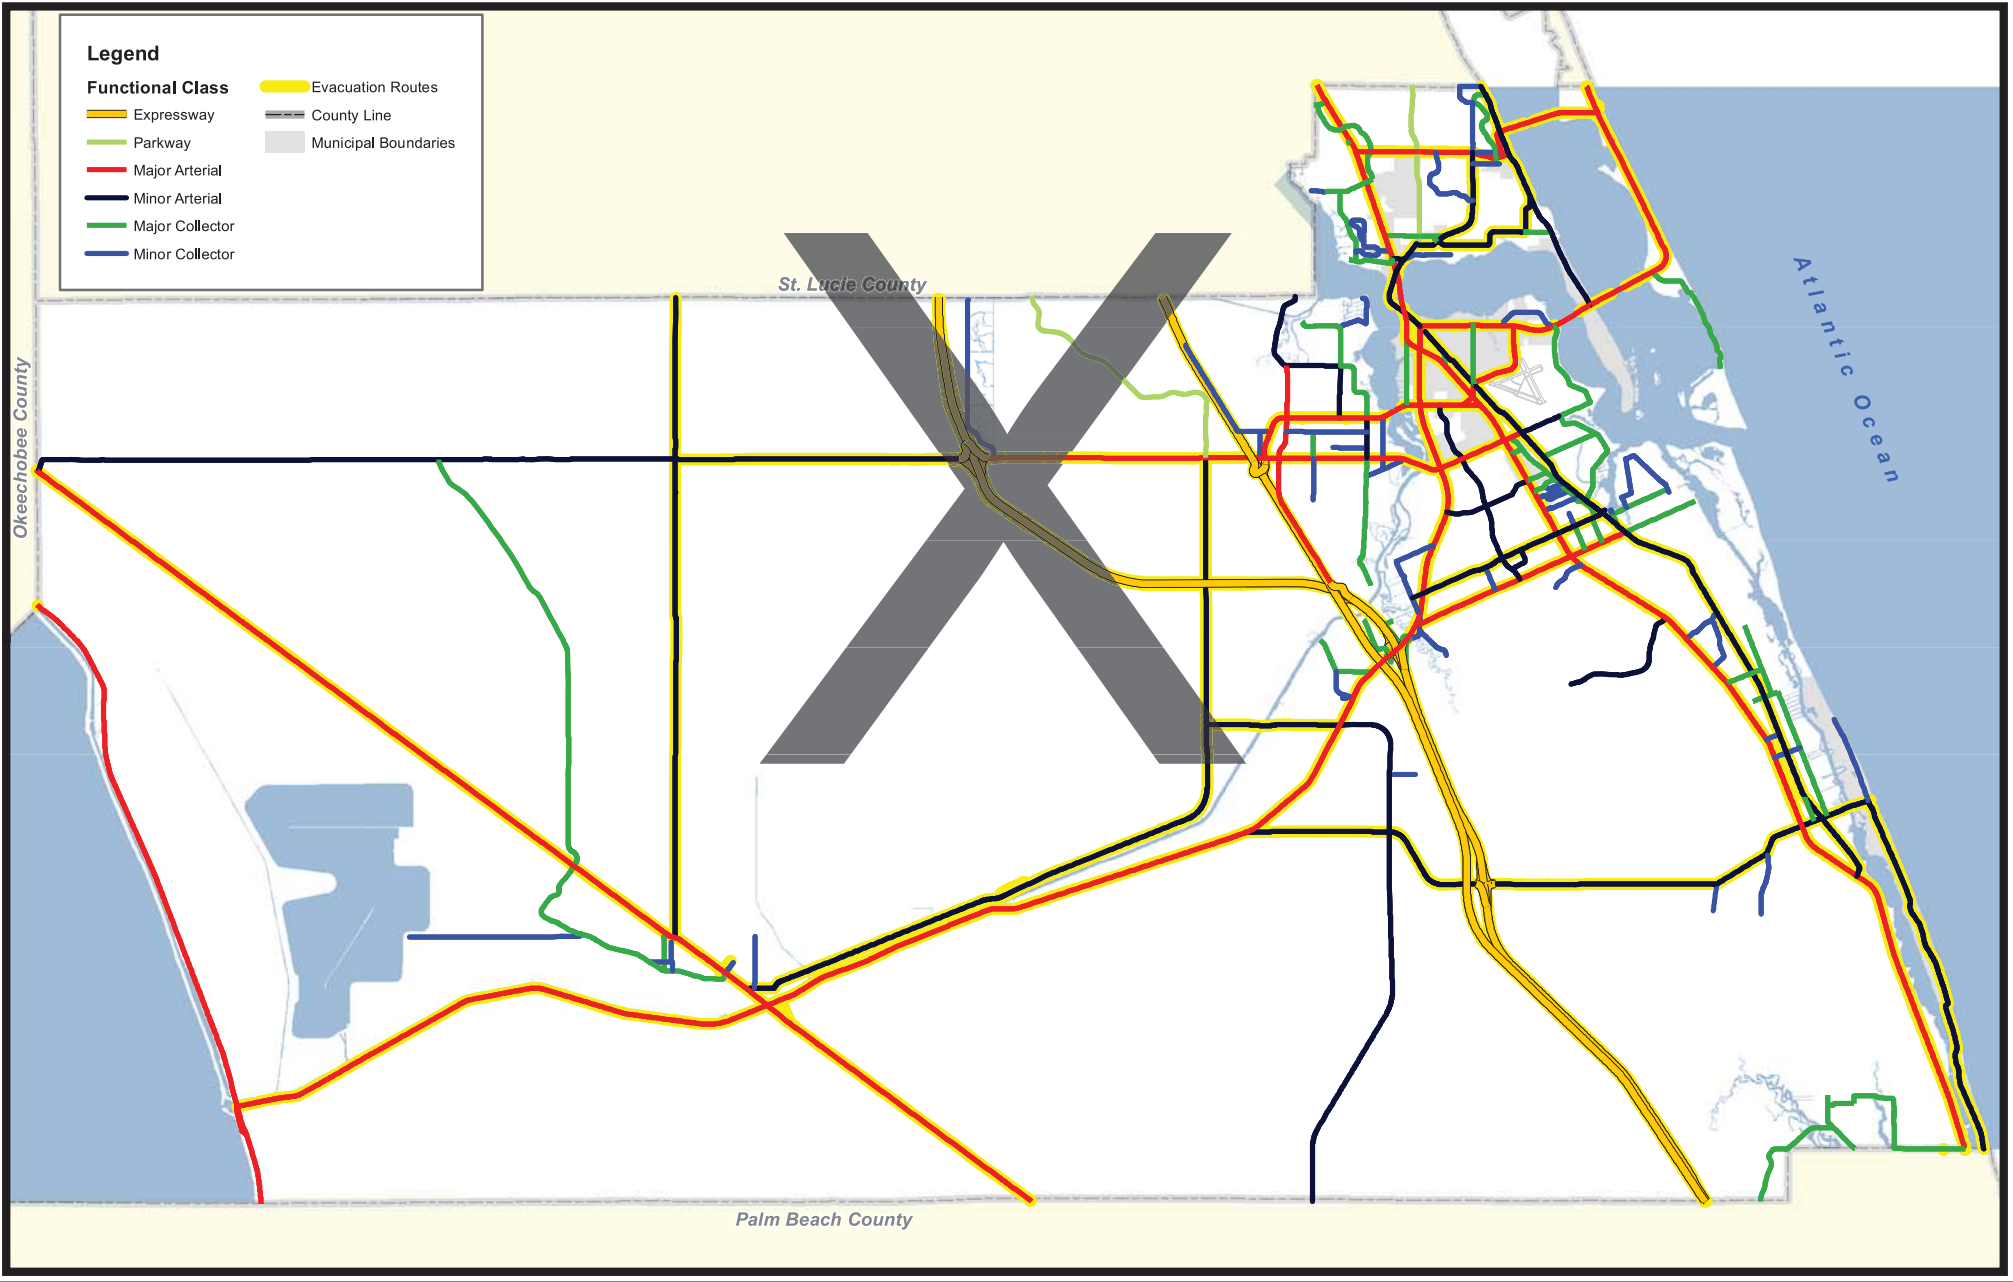 Legend
Functional Class
Expressway
Parkway
Major Arterial
Minor Arterial
Major Collector
Minor Collector
Evacuation Routes
County Line
Municipal Boundaries
St. Lucie County
Okeechobee County
Atlantic Ocean
Palm Beach County
X